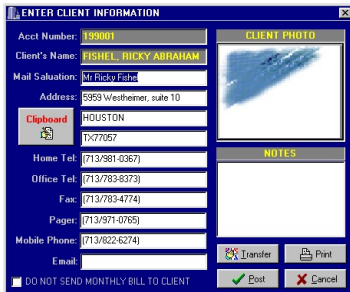 ENTER CLIENT INFORMATION
Acct Number: 199001
Client's Name: FISHEL, RICKY ABRAHAM
Mail Saluation: Mr Ricky Fishel
Address: 5959 Westheimer, suite 10
Clipboard
HOUSTON
TX77057
Home Tel: (713/981-0367)
Office Tel: (713/783-8373)
Fax: (713/783-4774)
Pager: (713/971-0765)
Mobile Phone: (713/822-6274)
Email:
DO NOT SEND MONTHLY BILL TO CLIENT
CLIENT PHOTO
NOTES
Transfer
Print
Post
Cancel